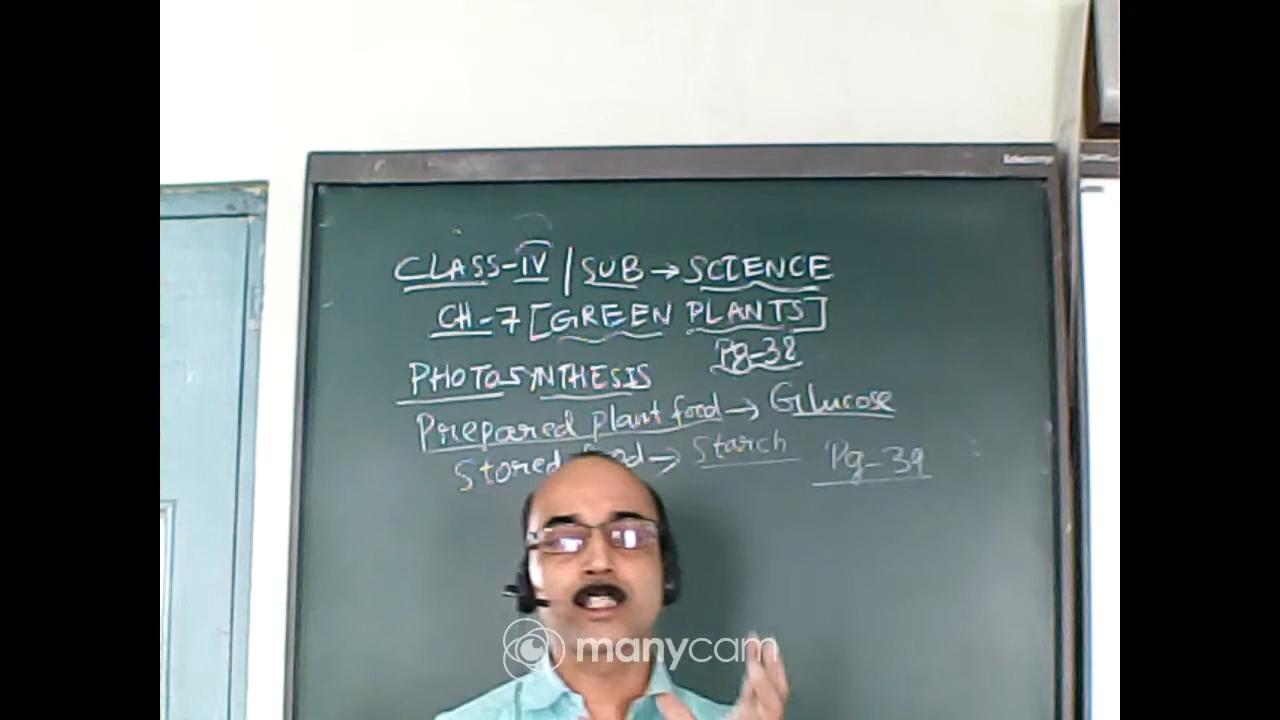 CLASS-IV / SUB → SCIENCE
CH-7 [GREEN PLANTS]
Pg-38
PHOTOSYNTHESIS
Prepared plant food → Glucose
Stored food → Starch
Pg-39
manycam